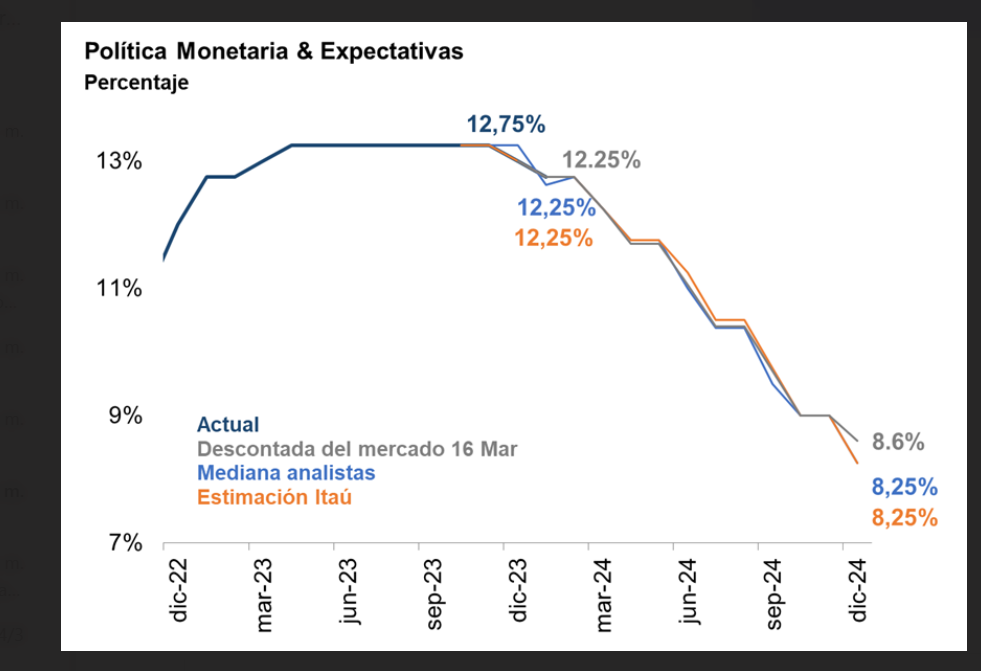 Política Monetaria & Expectativas
Percentaje
12,75%
13%
12.25%
12,25%
12,25%
11%
9%
Actual
Descontada del mercado 16 Mar
Mediana analistas
Estimación Itaú
8.6%
8,25%
8,25%
7%
dic-22
mar-23
jun-23
sep-23
dic-23
mar-24
jun-24
sep-24
dic-24